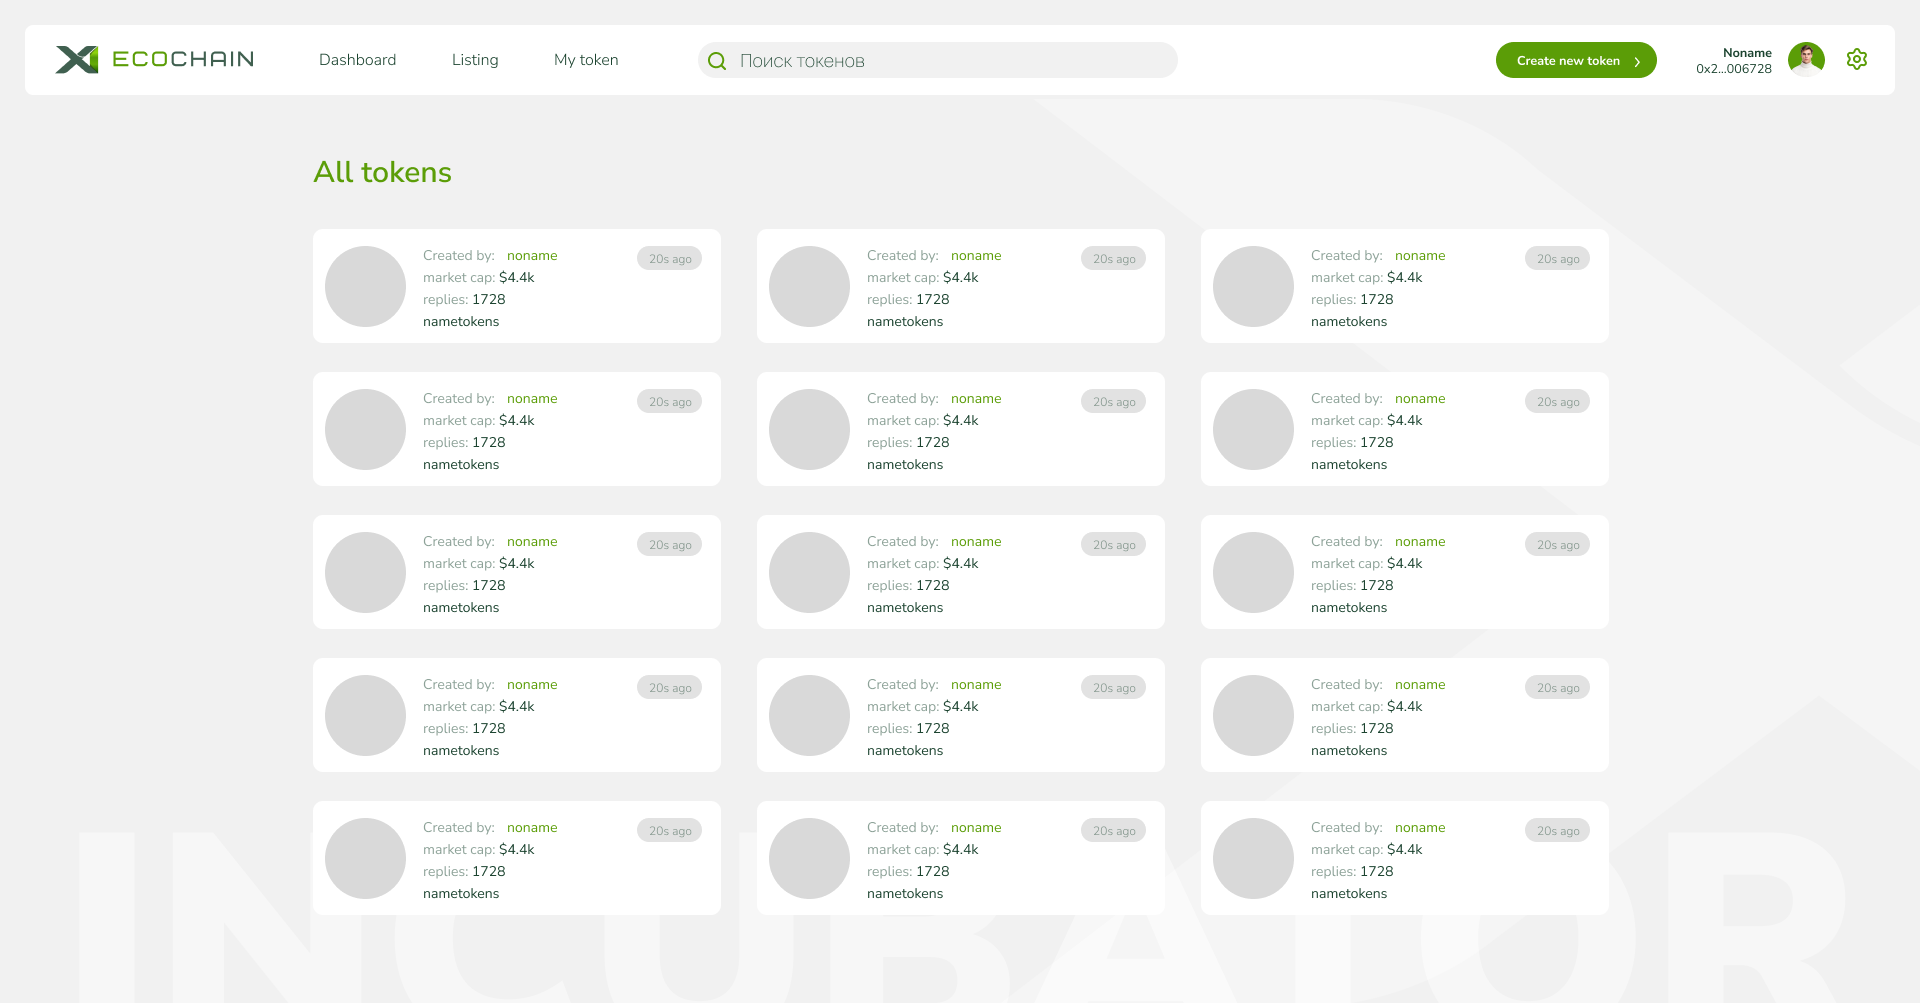 ECOCHAIN
Dashboard
Listing
My token
Поиск токенов
Create new token
Noname
0x2...006728
All tokens
Created by: noname
20s ago
market cap: $4.4k
replies: 1728
nametokens
Created by: noname
20s ago
market cap: $4.4k
replies: 1728
nametokens
Created by: noname
20s ago
market cap: $4.4k
replies: 1728
nametokens
Created by: noname
20s ago
market cap: $4.4k
replies: 1728
nametokens
Created by: noname
20s ago
market cap: $4.4k
replies: 1728
nametokens
Created by: noname
20s ago
market cap: $4.4k
replies: 1728
nametokens
Created by: noname
20s ago
market cap: $4.4k
replies: 1728
nametokens
Created by: noname
20s ago
market cap: $4.4k
replies: 1728
nametokens
Created by: noname
20s ago
market cap: $4.4k
replies: 1728
nametokens
Created by: noname
20s ago
market cap: $4.4k
replies: 1728
nametokens
Created by: noname
20s ago
market cap: $4.4k
replies: 1728
nametokens
Created by: noname
20s ago
market cap: $4.4k
replies: 1728
nametokens
Created by: noname
20s ago
market cap: $4.4k
replies: 1728
nametokens
Created by: noname
20s ago
market cap: $4.4k
replies: 1728
nametokens
Created by: noname
20s ago
market cap: $4.4k
replies: 1728
nametokens
INCUBATOR